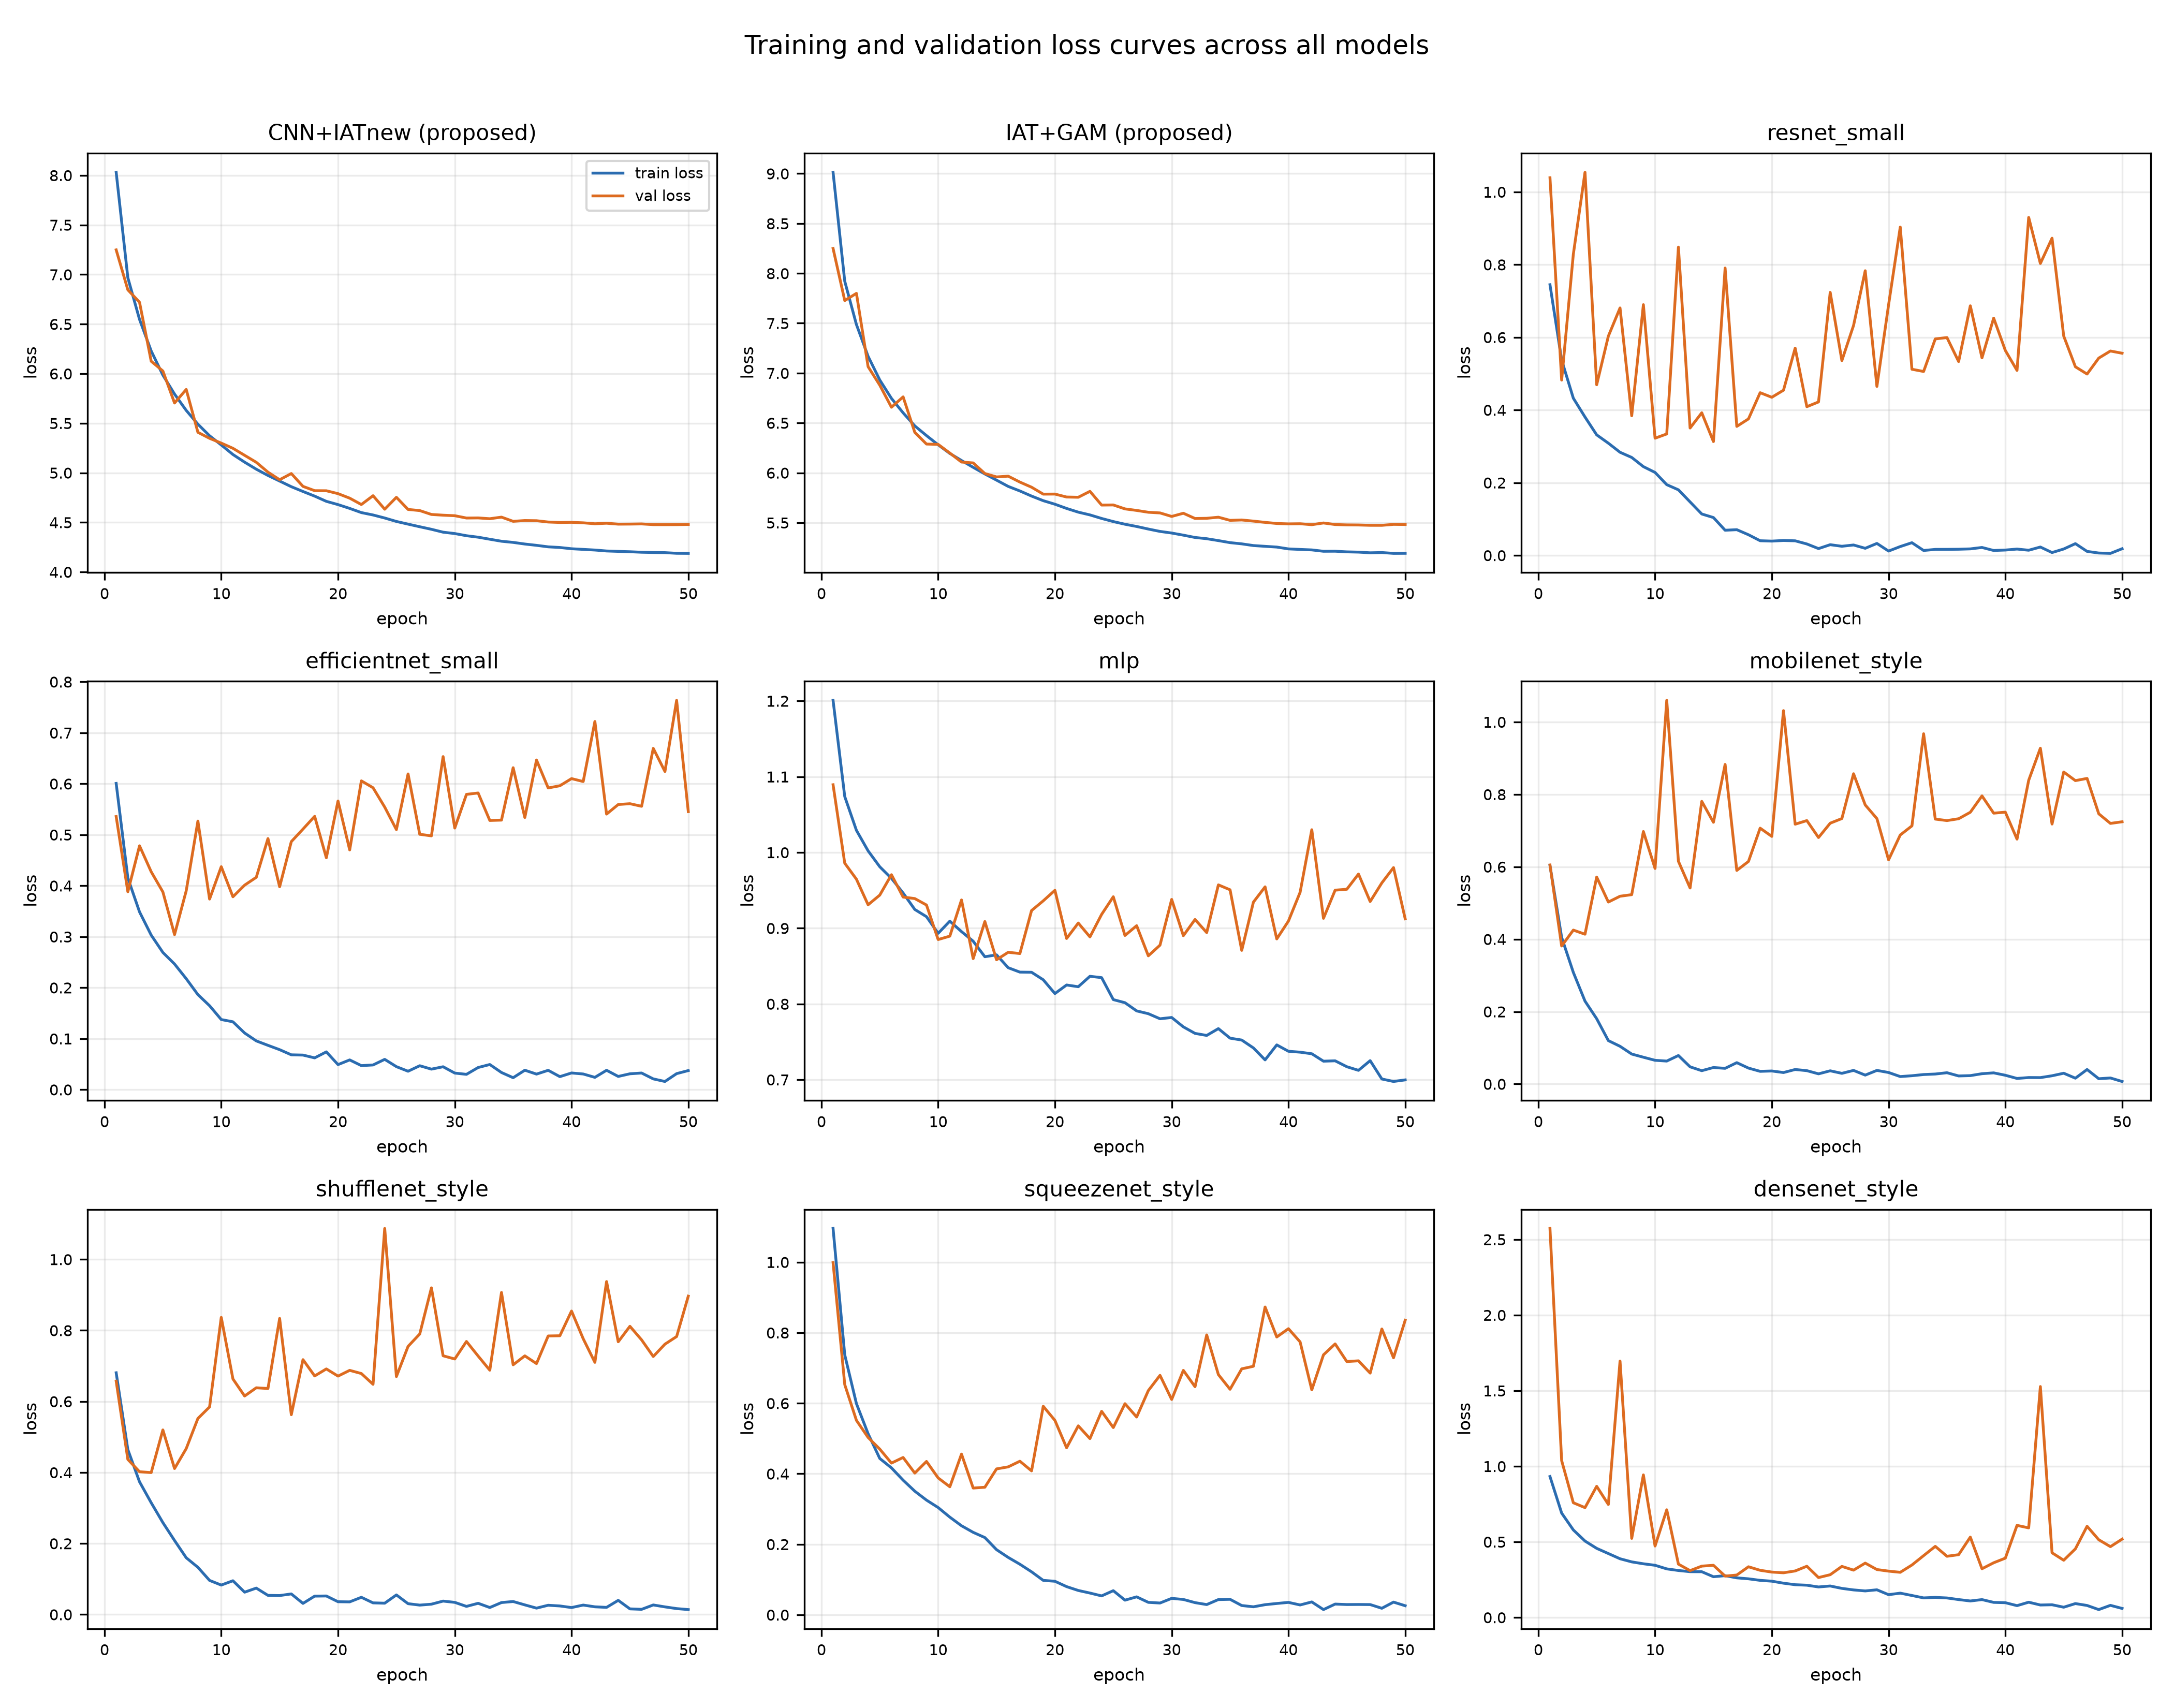 Training and validation loss curves across all models
CNN+IATnew (proposed)
8.0
7.5
7.0
6.5
6.0
5.5
5.0
4.5
4.0
loss
train loss
val loss
0 10 20 30 40 50
epoch
IAT+GAM (proposed)
9.0
8.5
8.0
7.5
7.0
6.5
6.0
5.5
loss
0 10 20 30 40 50
epoch
resnet_small
1.0
0.8
0.6
0.4
0.2
0.0
loss
0 10 20 30 40 50
epoch
efficientnet_small
0.8
0.7
0.6
0.5
0.4
0.3
0.2
0.1
0.0
loss
0 10 20 30 40 50
epoch
mlp
1.2
1.1
1.0
0.9
0.8
0.7
loss
0 10 20 30 40 50
epoch
mobilenet_style
1.0
0.8
0.6
0.4
0.2
0.0
loss
0 10 20 30 40 50
epoch
shufflenet_style
1.0
0.8
0.6
0.4
0.2
0.0
loss
0 10 20 30 40 50
epoch
squeezenet_style
1.0
0.8
0.6
0.4
0.2
0.0
loss
0 10 20 30 40 50
epoch
densenet_style
2.5
2.0
1.5
1.0
0.5
0.0
loss
0 10 20 30 40 50
epoch